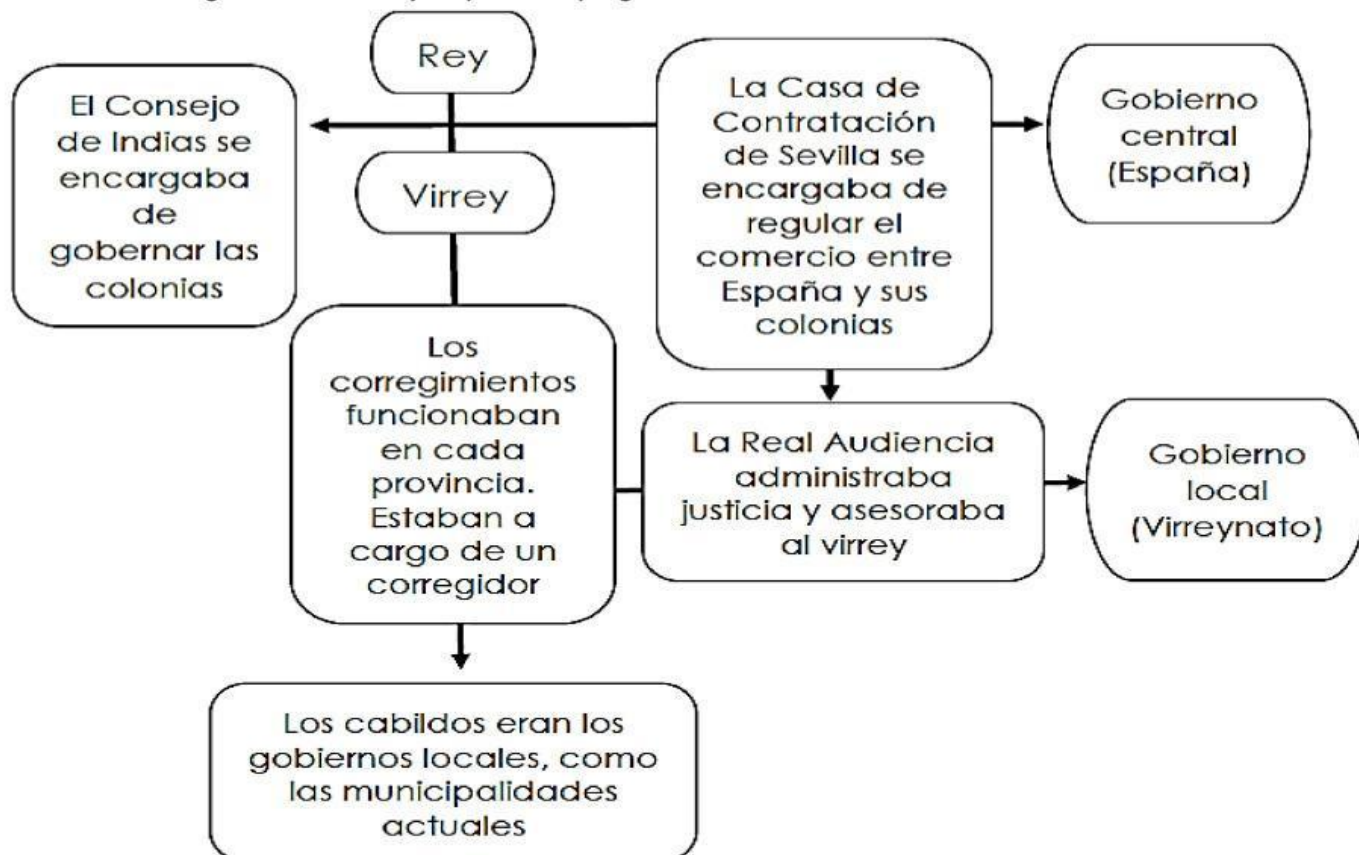 Rey
El Consejo
de Indias se
encargaba
de
gobernar las
colonias
Virrey
La Casa de
Contratación
de Sevilla se
encargaba de
regular el
comercio entre
España y sus
colonias
Gobierno
central
(España)
Los
corregimientos
funcionaban
en cada
provincia.
Estaban a
cargo de un
corregidor
La Real Audiencia
administraba
justicia y asesoraba
al virrey
Gobierno
local
(Virreynato)
Los cabildos eran los
gobiernos locales, como
las municipalidades
actuales